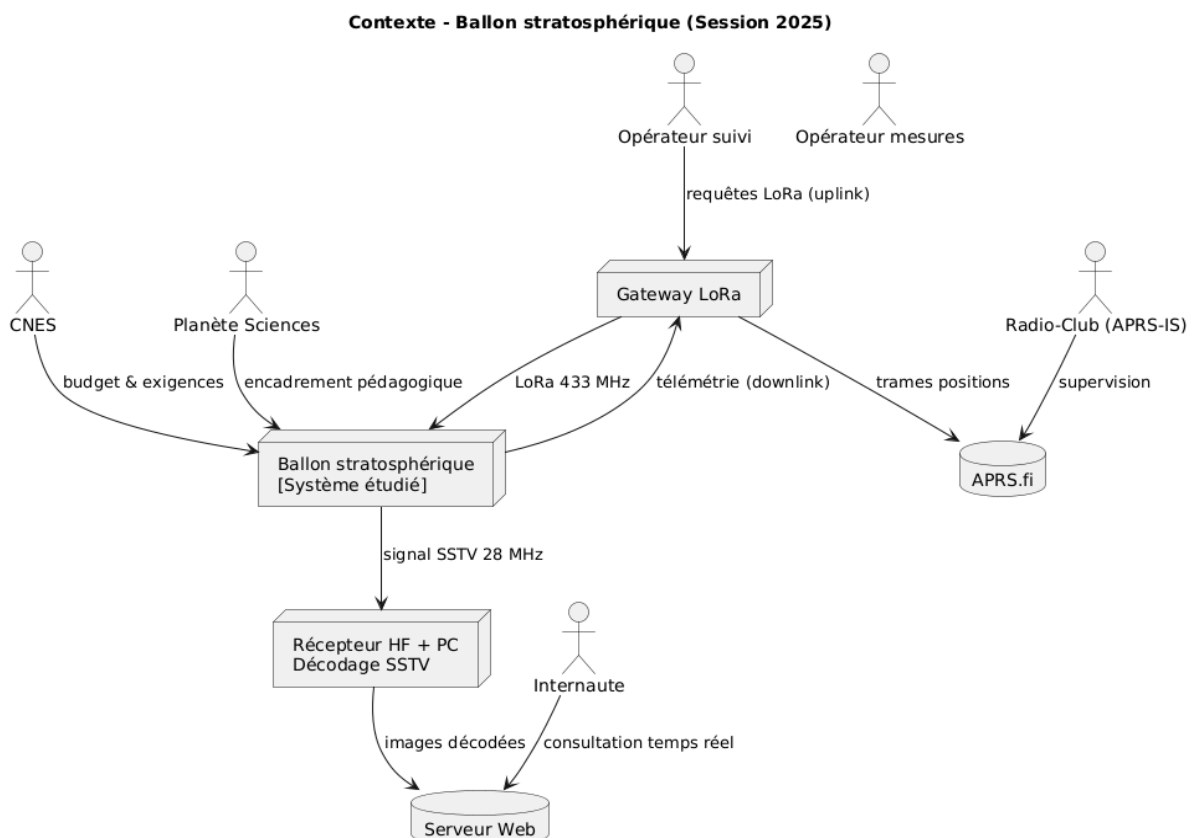 Contexte - Ballon stratosphérique (Session 2025)
Opérateur suivi
Opérateur mesures
requêtes LoRa (uplink)
Gateway LoRa
CNES
Planète Sciences
Radio-Club (APRS-IS)
budget & exigences
encadrement pédagogique
LoRa 433 MHz
télémétrie (downlink)
trames positions
supervision
Ballon stratosphérique
[Système étudié]
APRS.fi
signal SSTV 28 MHz
Récepteur HF + PC
Décodage SSTV
Internaute
images décodées
consultation temps réel
Serveur Web